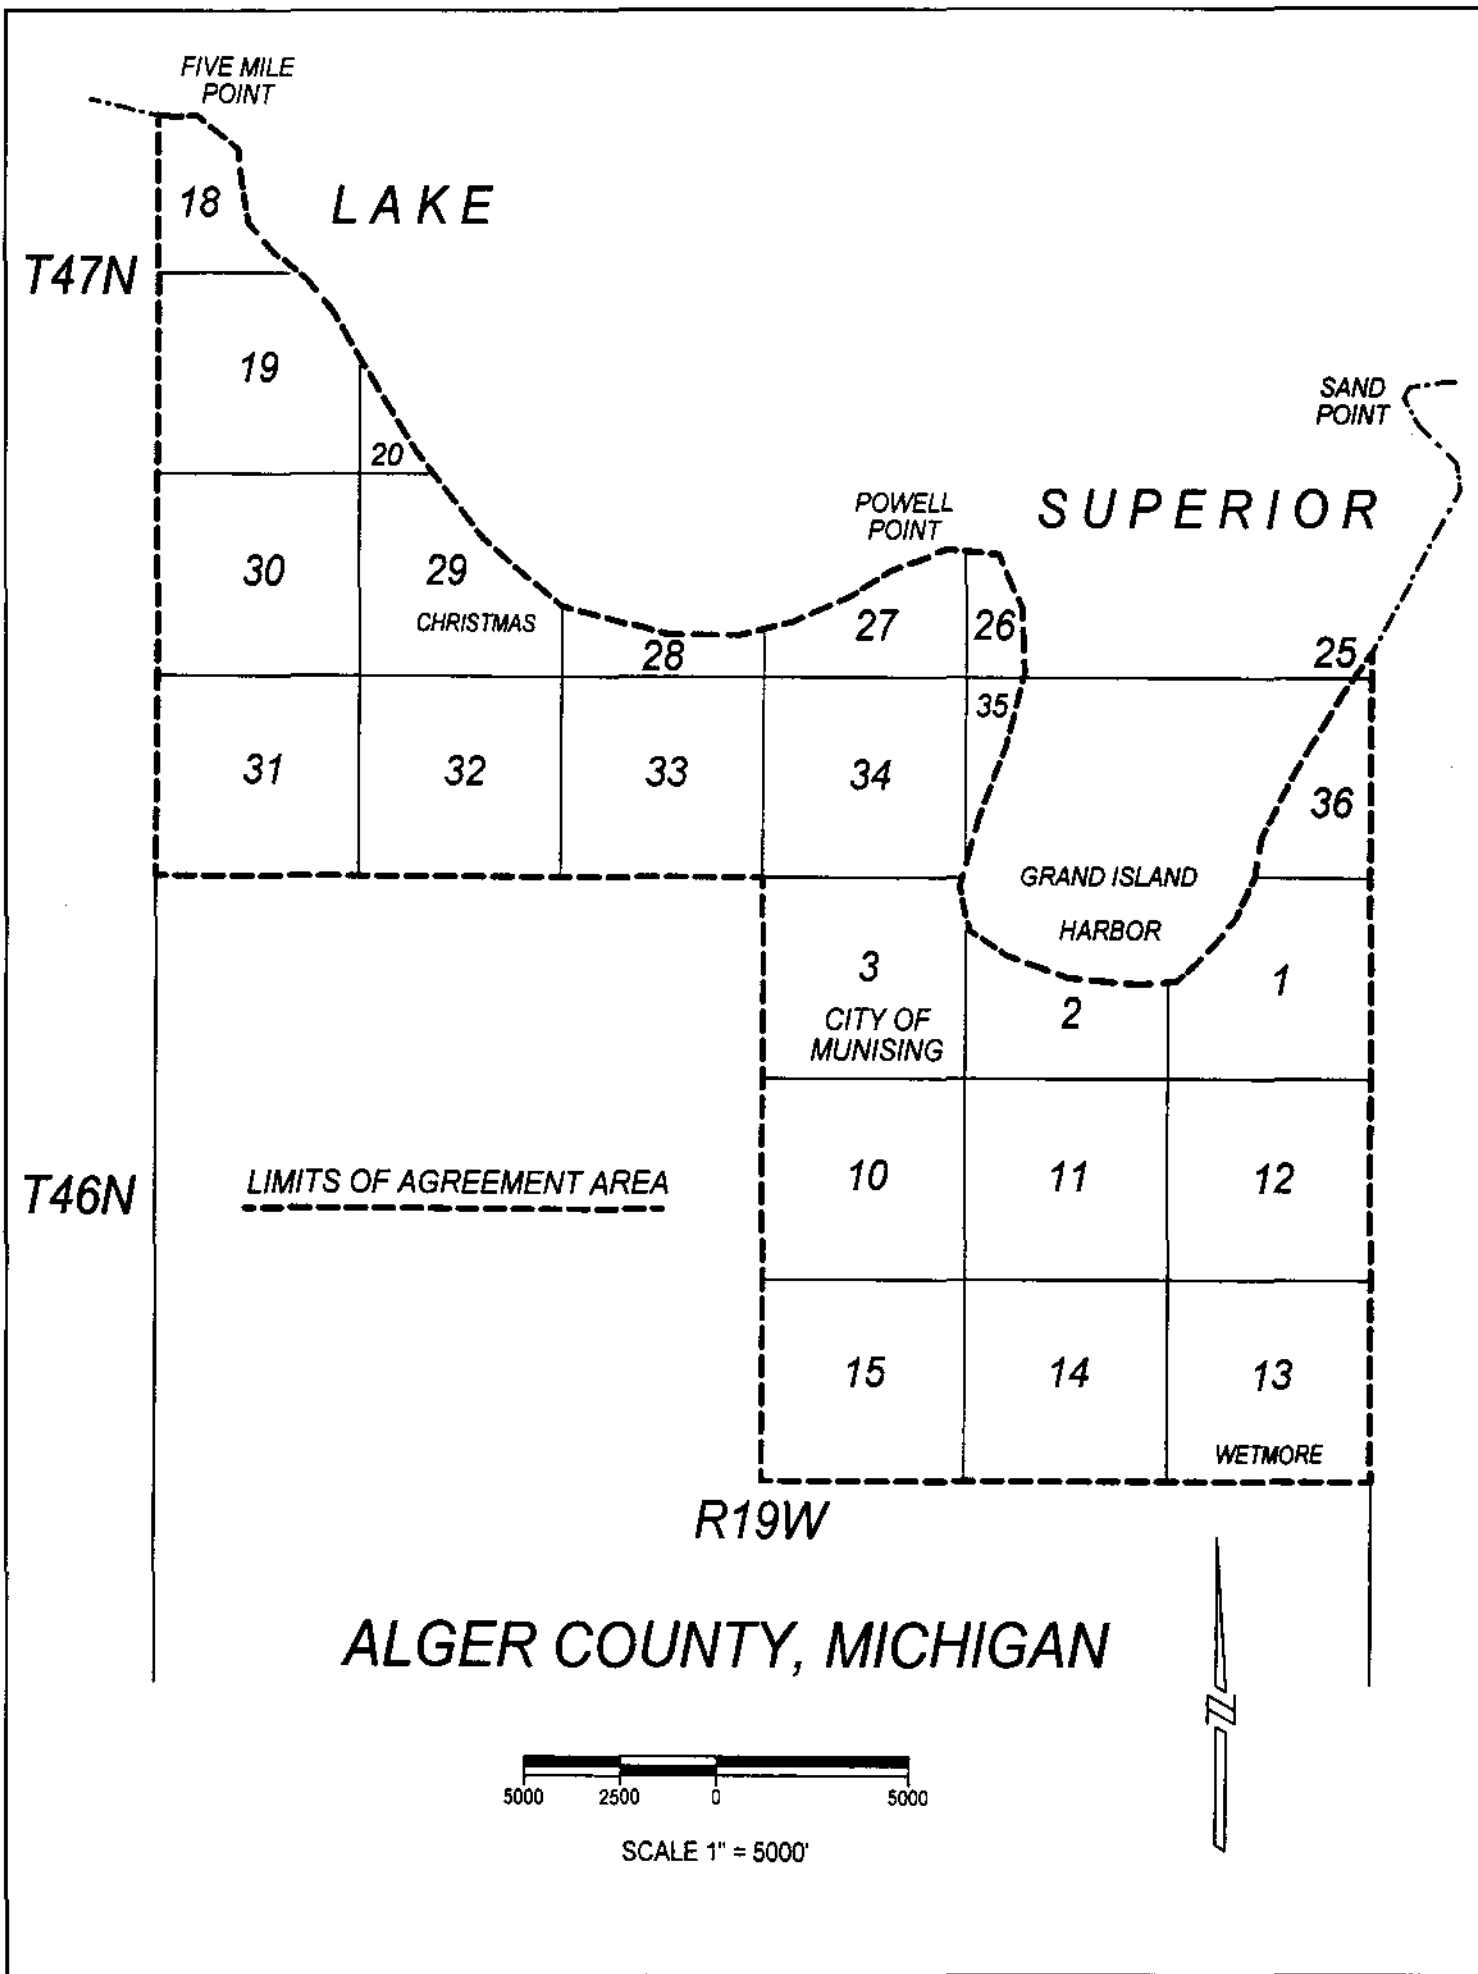 FIVE MILE
POINT
18
LAKE
T47N
19
SAND
POINT
20
POWELL
POINT
SUPERIOR
30
29
CHRISTMAS
27
26
28
25
35
31
32
33
34
36
GRAND ISLAND
HARBOR
3
2
1
CITY OF
MUNISING
T46N
LIMITS OF AGREEMENT AREA
10
11
12
15
14
13
WETMORE
R19W
ALGER COUNTY, MICHIGAN
N
5000 2500 0 5000
SCALE 1" = 5000'